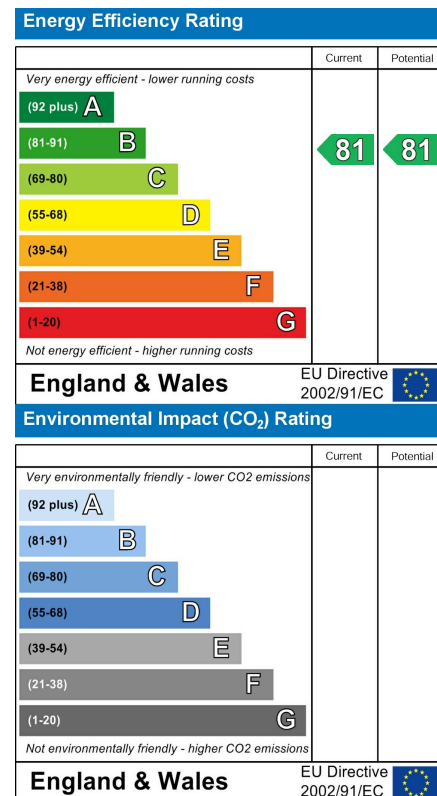 Energy Efficiency Rating
Current Potential
Very energy efficient - lower running costs
(92 plus) A
(81-91) B
81 81
(69-80) C
(55-68) D
(39-54) E
(21-38) F
(1-20) G
Not energy efficient - higher running costs
England & Wales
EU Directive
2002/91/EC
Environmental Impact (CO₂) Rating
Current Potential
Very environmentally friendly - lower CO2 emissions
(92 plus) A
(81-91) B
(69-80) C
(55-68) D
(39-54) E
(21-38) F
(1-20) G
Not environmentally friendly - higher CO2 emissions
England & Wales
EU Directive
2002/91/EC